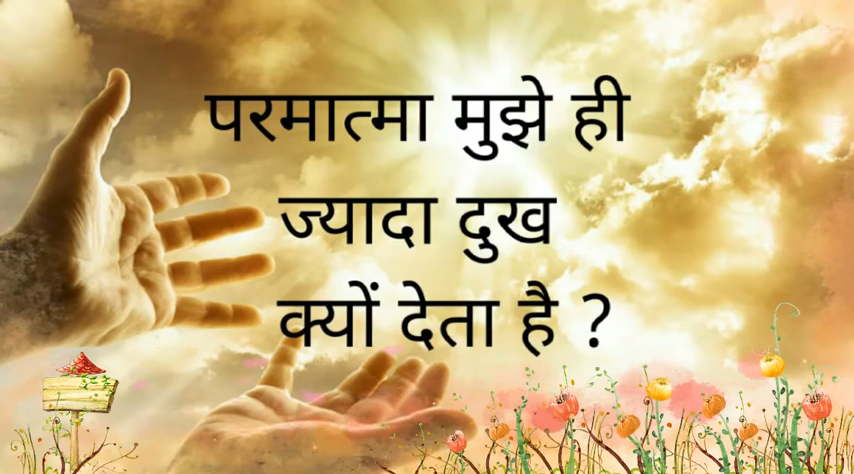 परमात्मा मुझे ही
ज्यादा दुख
क्यों देता है ?